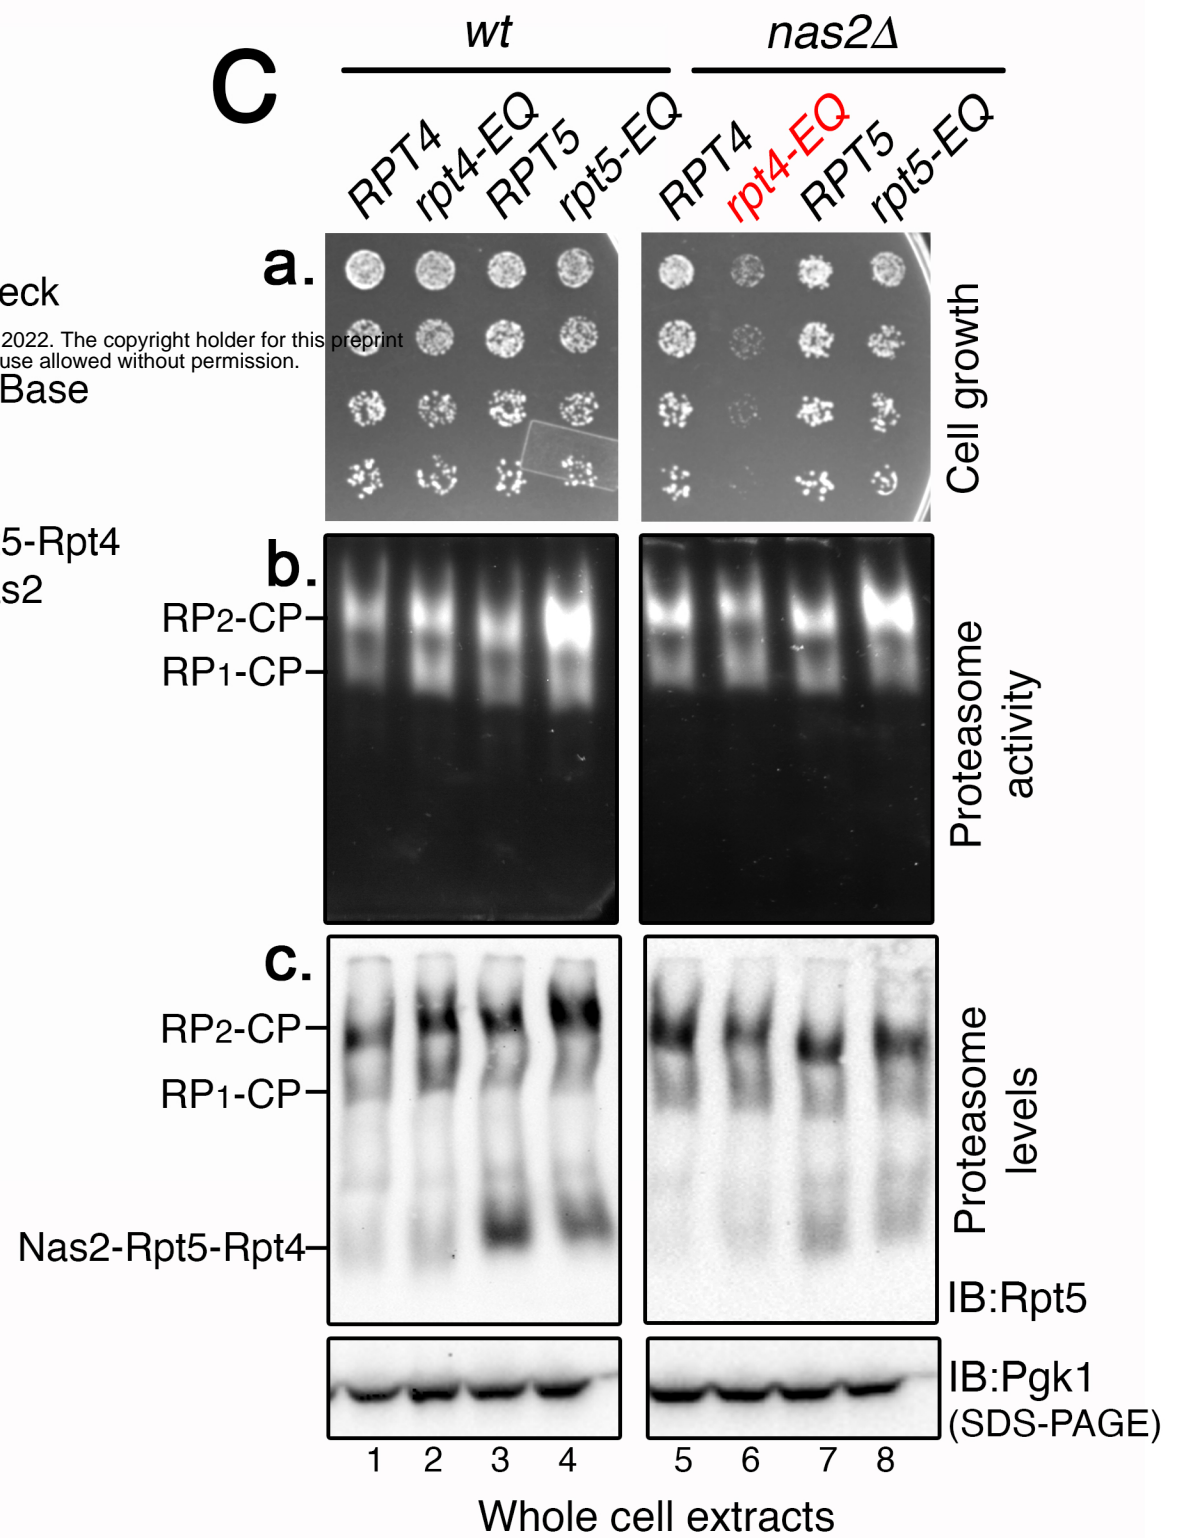 C
wt
nas2Δ
RPT4
rpt4-EQ
RPT5
rpt5-EQ
RPT4
rpt4-EQ
RPT5
rpt5-EQ
a.
Cell growth
eck
2022. The copyright holder for this preprint
use allowed without permission.
Base
5-Rpt4
s2
b.
RP2-CP
RP1-CP
Proteasome
activity
c.
RP2-CP
RP1-CP
Nas2-Rpt5-Rpt4
Proteasome
levels
IB:Rpt5
IB:Pgk1
(SDS-PAGE)
1 2 3 4 5 6 7 8
Whole cell extracts